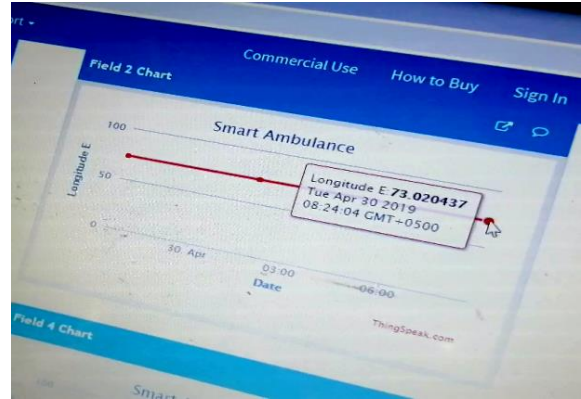 ort
Commercial Use How to Buy Sign In
Field 2 Chart
Smart Ambulance
100
50
0
Longitude E
Longitude E:73.020437
Tue Apr 30 2019
08:24:04 GMT+0500
30 Apr 03:00 06:00
Date
ThingSpeak.com
Field 4 Chart
100